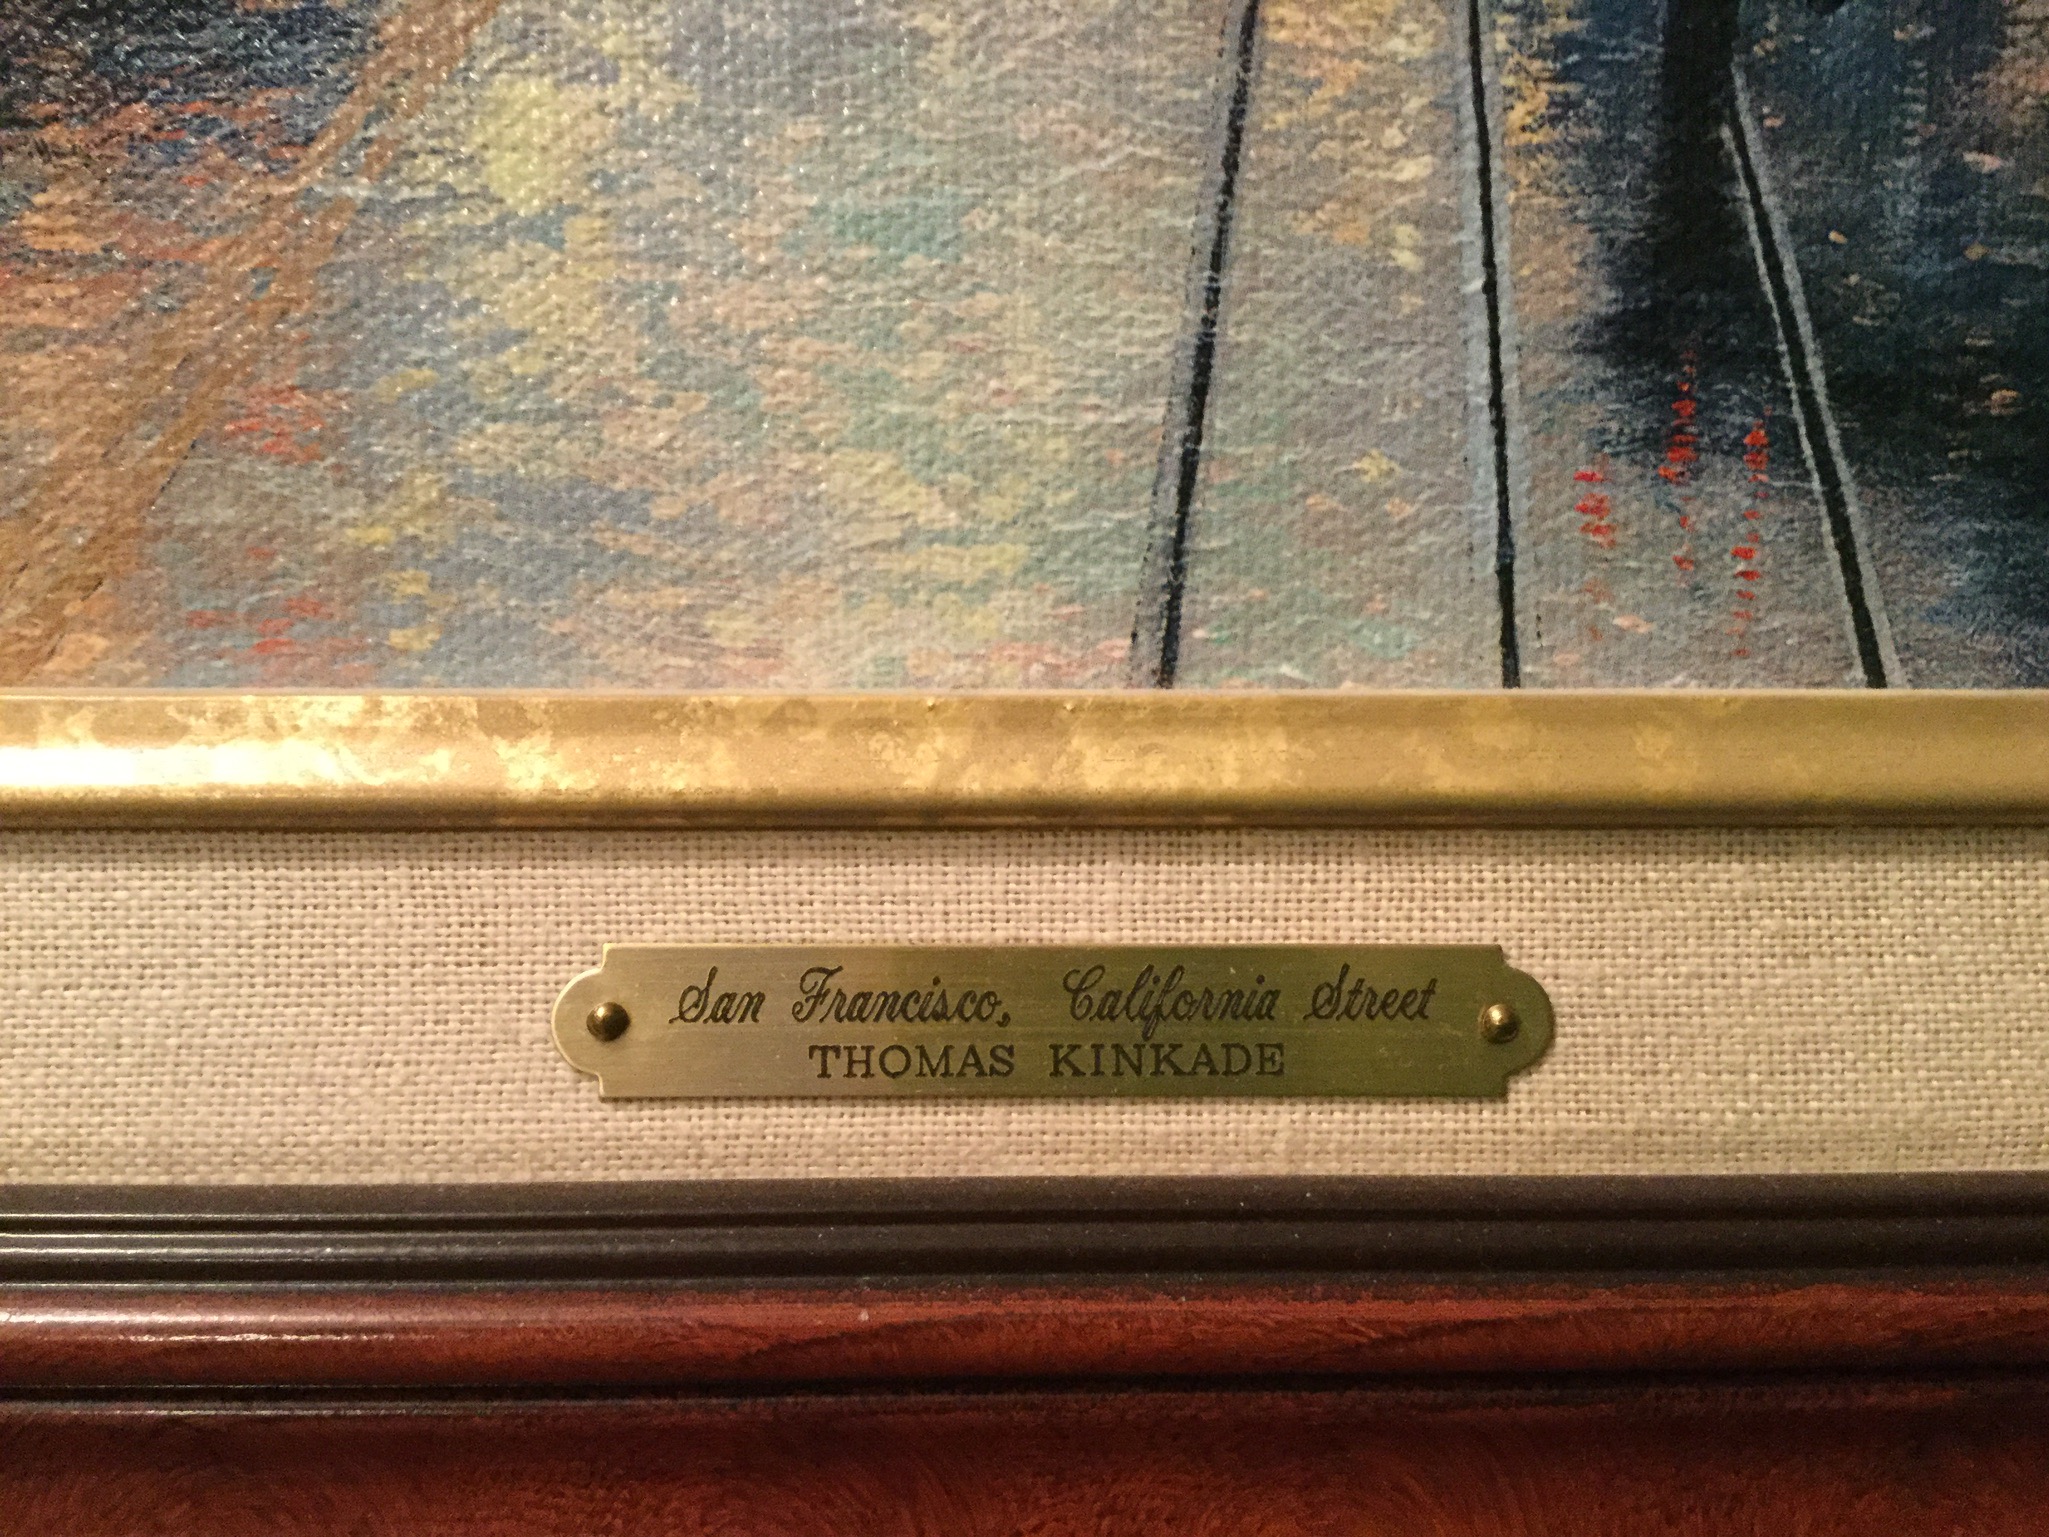 San Francisco, California Street
THOMAS KINKADE